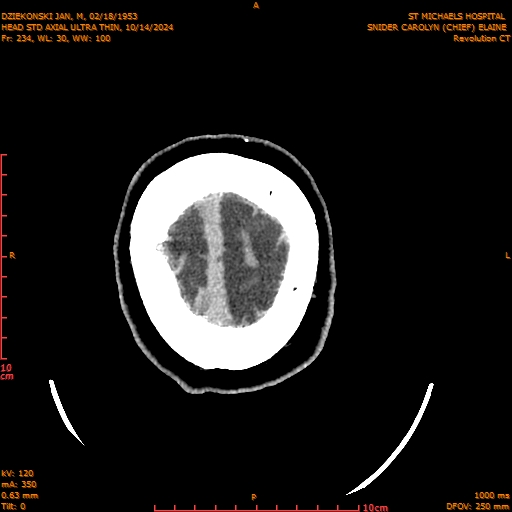 A
DZIEKONSKI JAN, M, 02/18/1953
HEAD STD AXIAL ULTRA THIN, 10/14/2024
Fr: 234, WL: 30, WW: 100
ST MICHAELS HOSPITAL
SNIDER CAROLYN (CHIEF) ELAINE
Revolution CT
R
L
10
cm
kV: 120
mA: 350
0.63 mm
Tilt: 0
P
10cm
1000 ms
DFOV: 250 mm